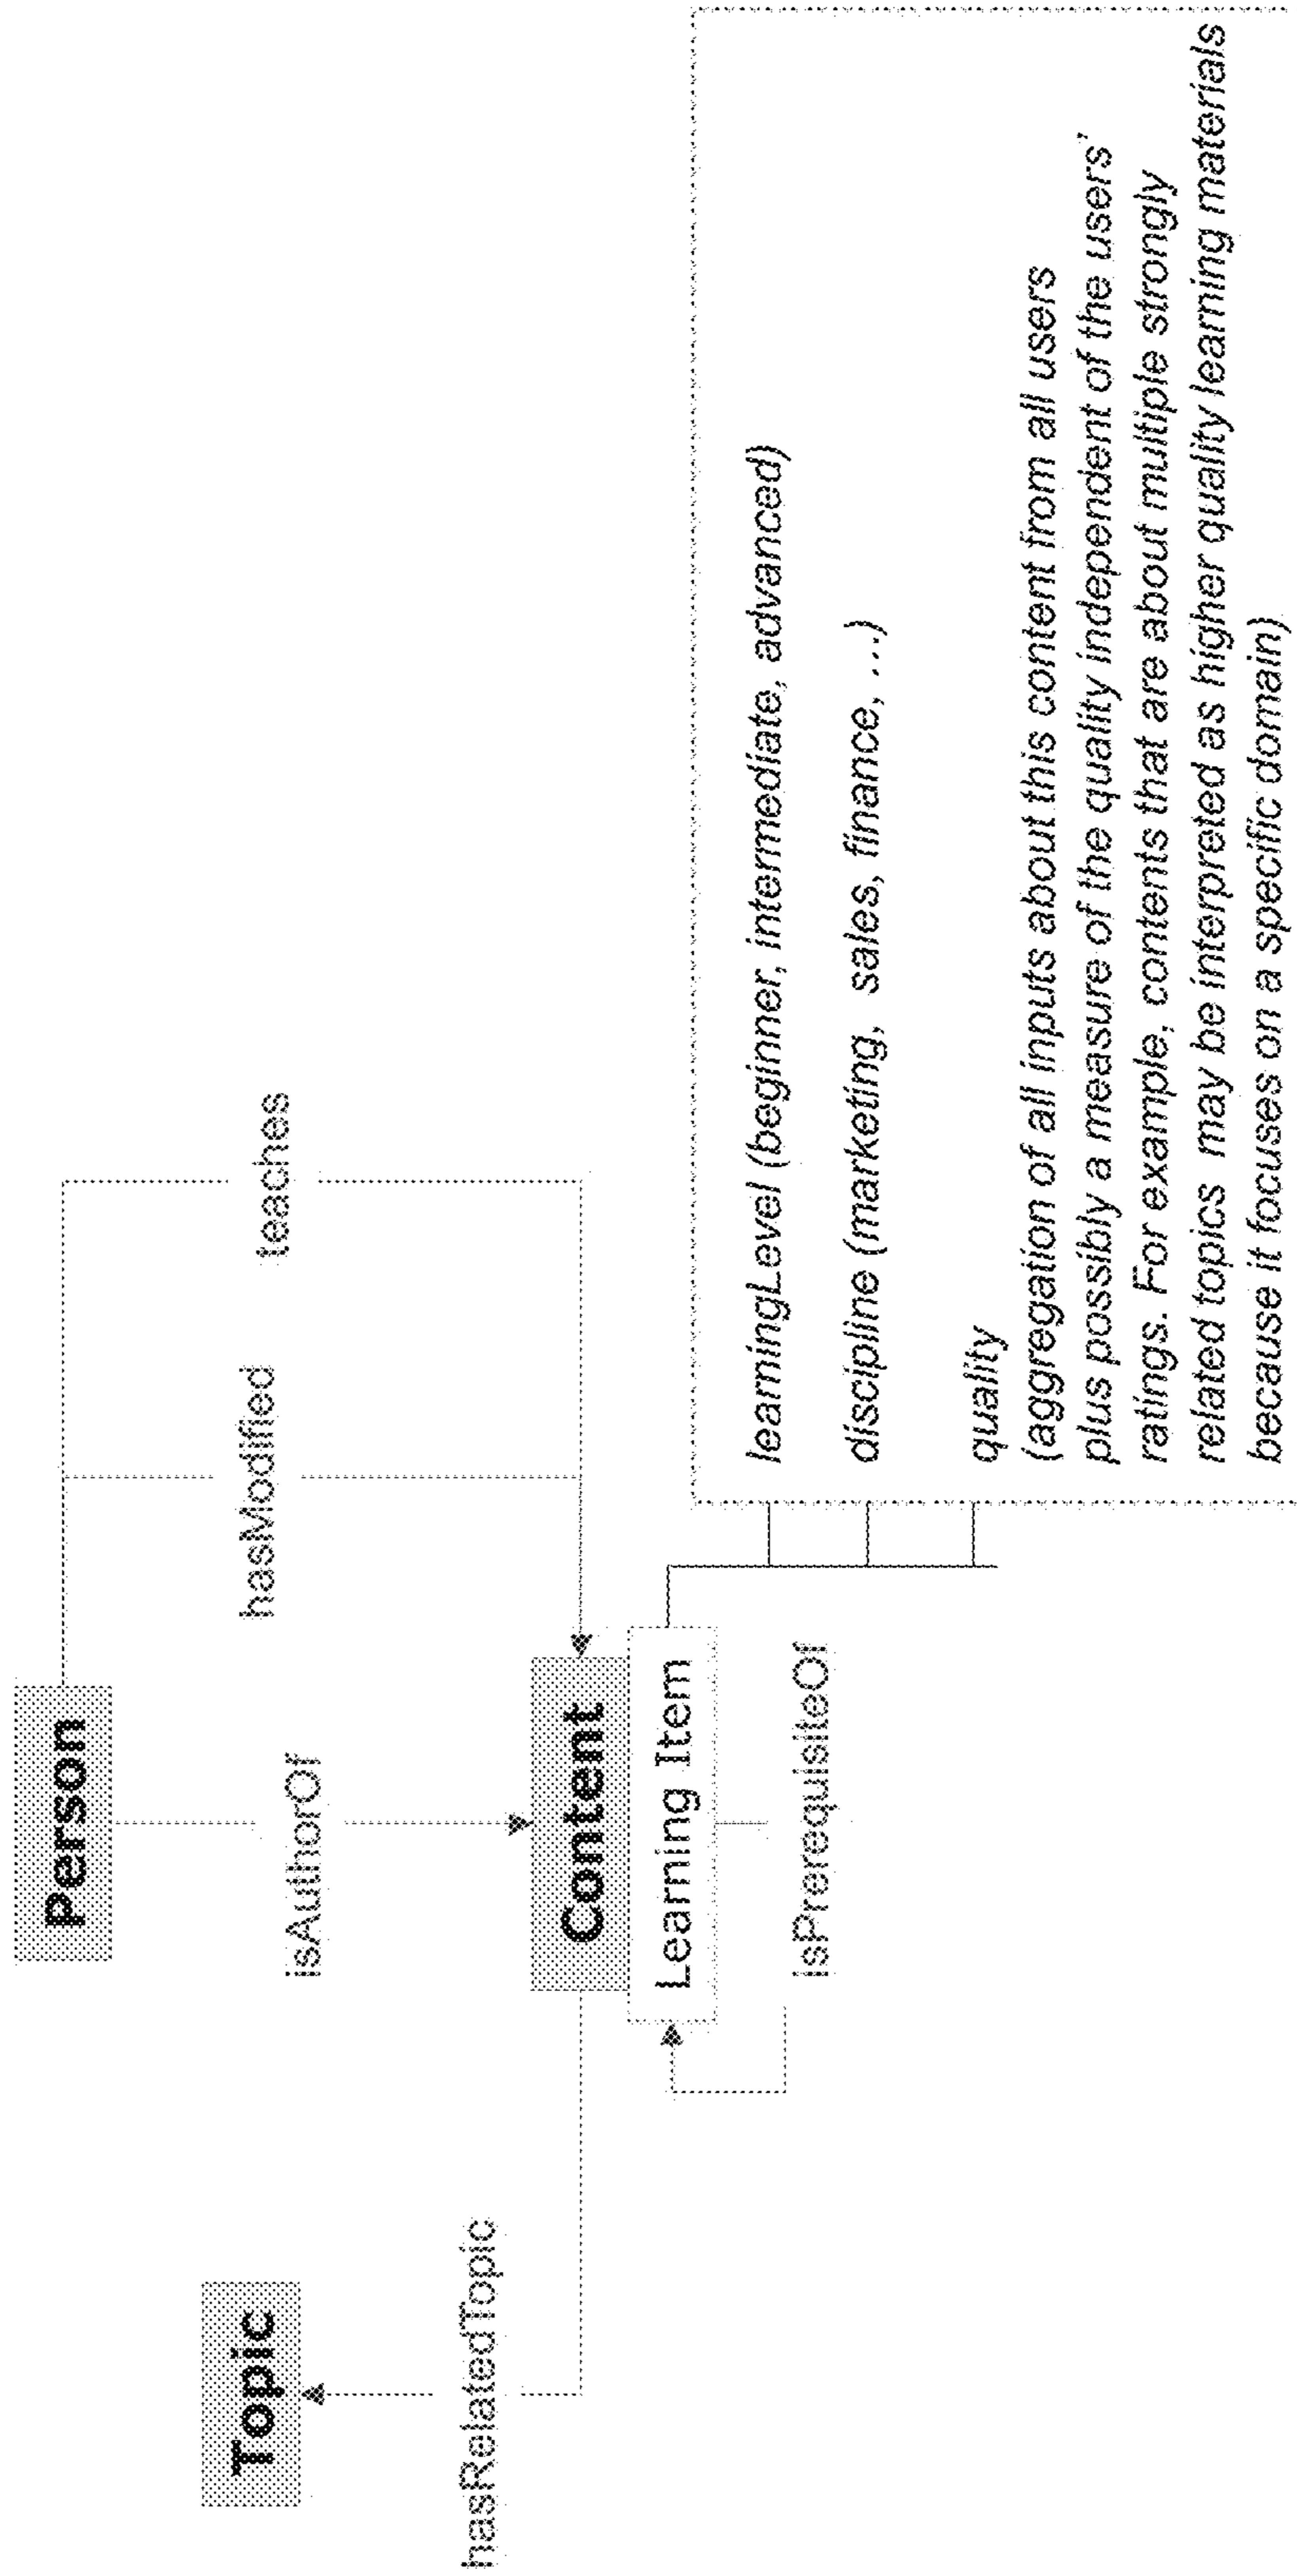 Person
Topic
isAuthorOf
hasModified
teaches
hasRelatedTopic
Content
Learning Item
isPrerequisiteOf
learningLevel (beginner, intermediate, advanced)
discipline (marketing, sales, finance, ...)
quality
(aggregation of all inputs about this content from all users
plus possibly a measure of the quality independent of the users'
ratings. For example, contents that are about multiple strongly
related topics may be interpreted as higher quality learning materials
because it focuses on a specific domain)